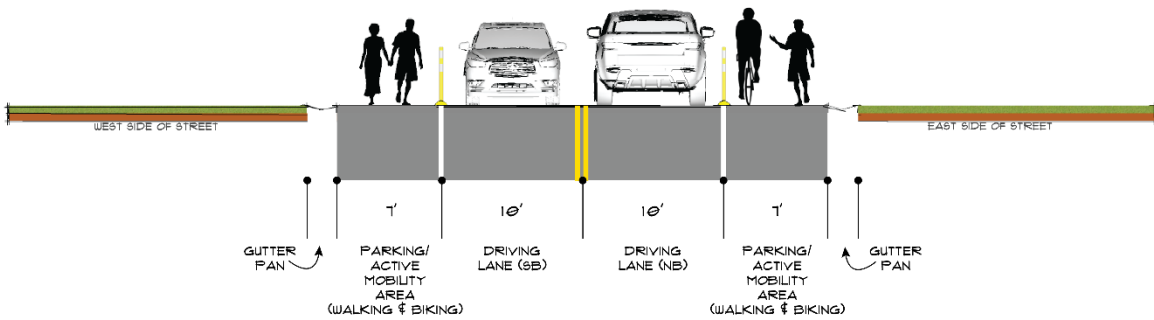 WEST SIDE OF STREET
EAST SIDE OF STREET
7'
10'
10'
7'
GUTTER
PAN
PARKING/
ACTIVE
MOBILITY
AREA
(WALKING & BIKING)
DRIVING
LANE (SB)
DRIVING
LANE (NB)
PARKING/
ACTIVE
MOBILITY
AREA
(WALKING & BIKING)
GUTTER
PAN